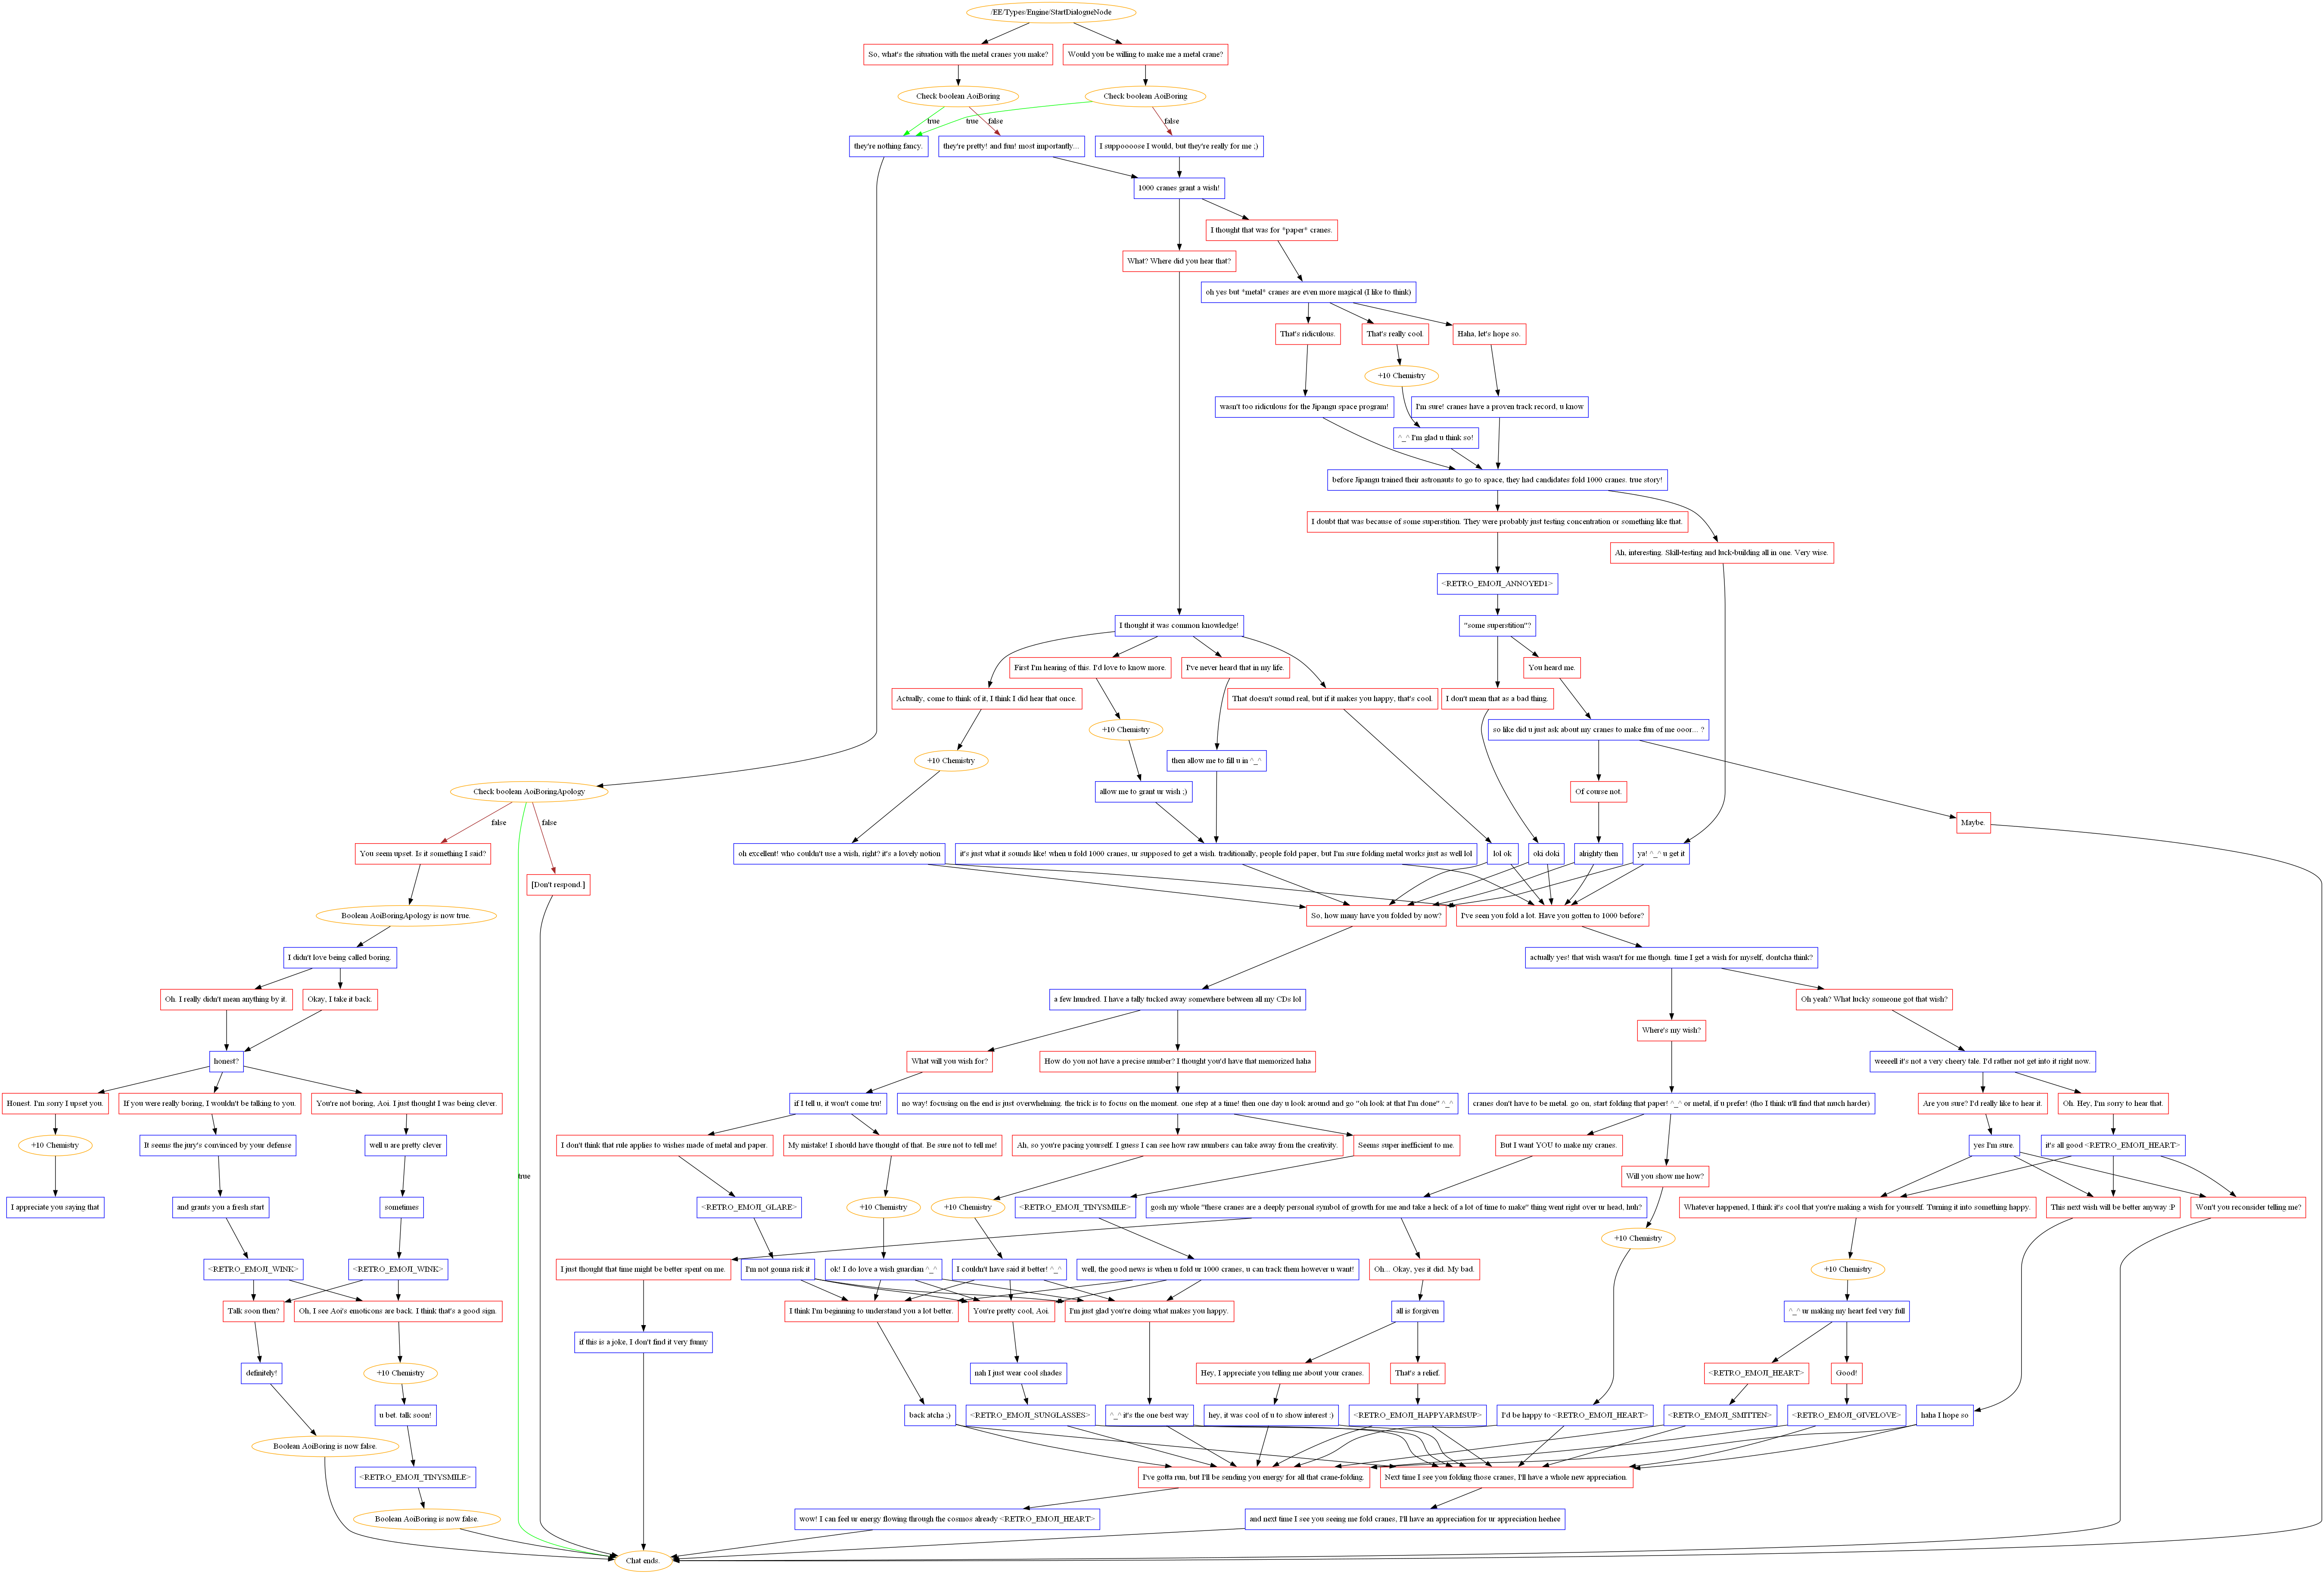 /EE/Types/Engine/StartDialogueNode
So, what's the situation with the metal cranes you make?
Would you be willing to make me a metal crane?
Check boolean AoiBoring
Check boolean AoiBoring
true
true
false
false
they're nothing fancy.
they're pretty! and fun! most importantly...
I suppoooose I would, but they're really for me ;)
1000 cranes grant a wish!
I thought that was for *paper* cranes.
What? Where did you hear that?
oh yes but *metal* cranes are even more magical (I like to think)
That's ridiculous.
That's really cool.
Haha, let's hope so.
+10 Chemistry
wasn't too ridiculous for the Jipangu space program!
I'm sure! cranes have a proven track record, u know
^_^ I'm glad u think so!
before Jipangu trained their astronauts to go to space, they had candidates fold 1000 cranes. true story!
I doubt that was because of some superstition. They were probably just testing concentration or something like that.
Ah, interesting. Skill-testing and luck-building all in one. Very wise.
<RETRO_EMOJI_ANNOYED1>
I thought it was common knowledge!
"some superstition"?
First I'm hearing of this. I'd love to know more.
I've never heard that in my life.
You heard me.
Actually, come to think of it, I think I did hear that once.
That doesn't sound real, but if it makes you happy, that's cool.
I don't mean that as a bad thing.
+10 Chemistry
so like did u just ask about my cranes to make fun of me ooor... ?
+10 Chemistry
then allow me to fill u in ^_^
Check boolean AoiBoringApology
allow me to grant ur wish ;)
Of course not.
false
false
Maybe.
You seem upset. Is it something I said?
oh excellent! who couldn't use a wish, right? it's a lovely notion
it's just what it sounds like! when u fold 1000 cranes, ur supposed to get a wish. traditionally, people fold paper, but I'm sure folding metal works just as well lol
lol ok
oki doki
alrighty then
ya! ^_^ u get it
[Don't respond.]
Boolean AoiBoringApology is now true.
So, how many have you folded by now?
I've seen you fold a lot. Have you gotten to 1000 before?
I didn't love being called boring.
actually yes! that wish wasn't for me though. time I get a wish for myself, dontcha think?
Oh. I really didn't mean anything by it.
Okay, I take it back.
a few hundred. I have a tally tucked away somewhere between all my CDs lol
Oh yeah? What lucky someone got that wish?
Where's my wish?
honest?
What will you wish for?
How do you not have a precise number? I thought you'd have that memorized haha
weeeell it's not a very cheery tale. I'd rather not get into it right now.
Honest. I'm sorry I upset you.
If you were really boring, I wouldn't be talking to you.
You're not boring, Aoi. I just thought I was being clever.
if I tell u, it won't come tru!
no way! focusing on the end is just overwhelming. the trick is to focus on the moment. one step at a time! then one day u look around and go "oh look at that I'm done" ^_^
cranes don't have to be metal. go on, start folding that paper! ^_^ or metal, if u prefer! (tho I think u'll find that much harder)
Are you sure? I'd really like to hear it.
Oh. Hey, I'm sorry to hear that.
+10 Chemistry
It seems the jury's convinced by your defense
well u are pretty clever
I don't think that rule applies to wishes made of metal and paper.
My mistake! I should have thought of that. Be sure not to tell me!
Ah, so you're pacing yourself. I guess I can see how raw numbers can take away from the creativity.
Seems super inefficient to me.
But I want YOU to make my cranes.
yes I'm sure.
it's all good <RETRO_EMOJI_HEART>
true
Will you show me how?
I appreciate you saying that
and grants you a fresh start
sometimes
<RETRO_EMOJI_GLARE>
+10 Chemistry
+10 Chemistry
<RETRO_EMOJI_TINYSMILE>
gosh my whole "these cranes are a deeply personal symbol of growth for me and take a heck of a lot of time to make" thing went right over ur head, huh?
Whatever happened, I think it's cool that you're making a wish for yourself. Turning it into something happy.
This next wish will be better anyway :P
Won't you reconsider telling me?
+10 Chemistry
<RETRO_EMOJI_WINK>
<RETRO_EMOJI_WINK>
I just thought that time might be better spent on me.
I'm not gonna risk it
ok! I do love a wish guardian ^_^
I couldn't have said it better! ^_^
well, the good news is when u fold ur 1000 cranes, u can track them however u want!
Oh... Okay, yes it did. My bad.
+10 Chemistry
Talk soon then?
Oh, I see Aoi's emoticons are back. I think that's a good sign.
I think I'm beginning to understand you a lot better.
You're pretty cool, Aoi.
I'm just glad you're doing what makes you happy.
all is forgiven
^_^ ur making my heart feel very full
if this is a joke, I don't find it very funny
definitely!
+10 Chemistry
nah I just wear cool shades
Hey, I appreciate you telling me about your cranes.
That's a relief.
<RETRO_EMOJI_HEART>
Good!
u bet. talk soon!
back atcha ;)
<RETRO_EMOJI_SUNGLASSES>
^_^ it's the one best way
hey, it was cool of u to show interest :)
<RETRO_EMOJI_HAPPYARMSUP>
I'd be happy to <RETRO_EMOJI_HEART>
<RETRO_EMOJI_SMITTEN>
<RETRO_EMOJI_GIVELOVE>
haha I hope so
Boolean AoiBoring is now false.
<RETRO_EMOJI_TINYSMILE>
I've gotta run, but I'll be sending you energy for all that crane-folding.
Next time I see you folding those cranes, I'll have a whole new appreciation.
Boolean AoiBoring is now false.
wow! I can feel ur energy flowing through the cosmos already <RETRO_EMOJI_HEART>
and next time I see you seeing me fold cranes, I'll have an appreciation for ur appreciation heehee
Chat ends.